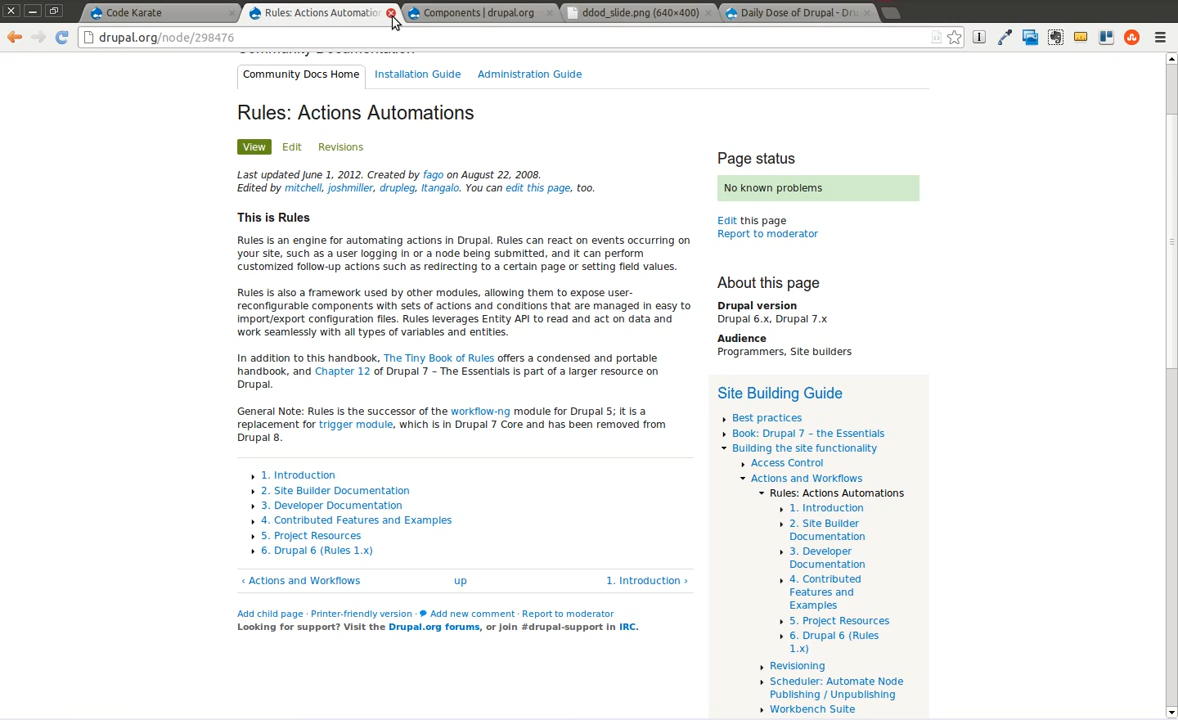 Code Karate
Rules: Actions Automation
Components | drupal.org
ddod_slide.png (640×400)
Daily Dose of Drupal - Dru
drupal.org/node/298476
Community Documentation
Community Docs Home
Installation Guide
Administration Guide
Rules: Actions Automations
View
Edit
Revisions
Last updated June 1, 2012. Created by fago on August 22, 2008.
Edited by mitchell, joshmiller, drupleg, Itangalo. You can edit this page, too.
This is Rules
Rules is an engine for automating actions in Drupal. Rules can react on events occurring on
your site, such as a user logging in or a node being submitted, and it can perform
customized follow-up actions such as redirecting to a certain page or setting field values.
Rules is also a framework used by other modules, allowing them to expose user-
reconfigurable components with sets of actions and conditions that are managed in easy to
import/export configuration files. Rules leverages Entity API to read and act on data and
work seamlessly with all types of variables and entities.
In addition to this handbook, The Tiny Book of Rules offers a condensed and portable
handbook, and Chapter 12 of Drupal 7 – The Essentials is part of a larger resource on
Drupal.
General Note: Rules is the successor of the workflow-ng module for Drupal 5; it is a
replacement for trigger module, which is in Drupal 7 Core and has been removed from
Drupal 8.
1. Introduction
2. Site Builder Documentation
3. Developer Documentation
4. Contributed Features and Examples
5. Project Resources
6. Drupal 6 (Rules 1.x)
‹ Actions and Workflows
up
1. Introduction ›
Add child page · Printer-friendly version · Add new comment · Report to moderator
Looking for support? Visit the Drupal.org forums, or join #drupal-support in IRC.
Page status
No known problems
Edit this page
Report to moderator
About this page
Drupal version
Drupal 6.x, Drupal 7.x
Audience
Programmers, Site builders
Site Building Guide
Best practices
Book: Drupal 7 – the Essentials
Building the site functionality
Access Control
Actions and Workflows
Rules: Actions Automations
1. Introduction
2. Site Builder
Documentation
3. Developer
Documentation
4. Contributed
Features and
Examples
5. Project Resources
6. Drupal 6 (Rules
1.x)
Revisioning
Scheduler: Automate Node
Publishing / Unpublishing
Workbench Suite